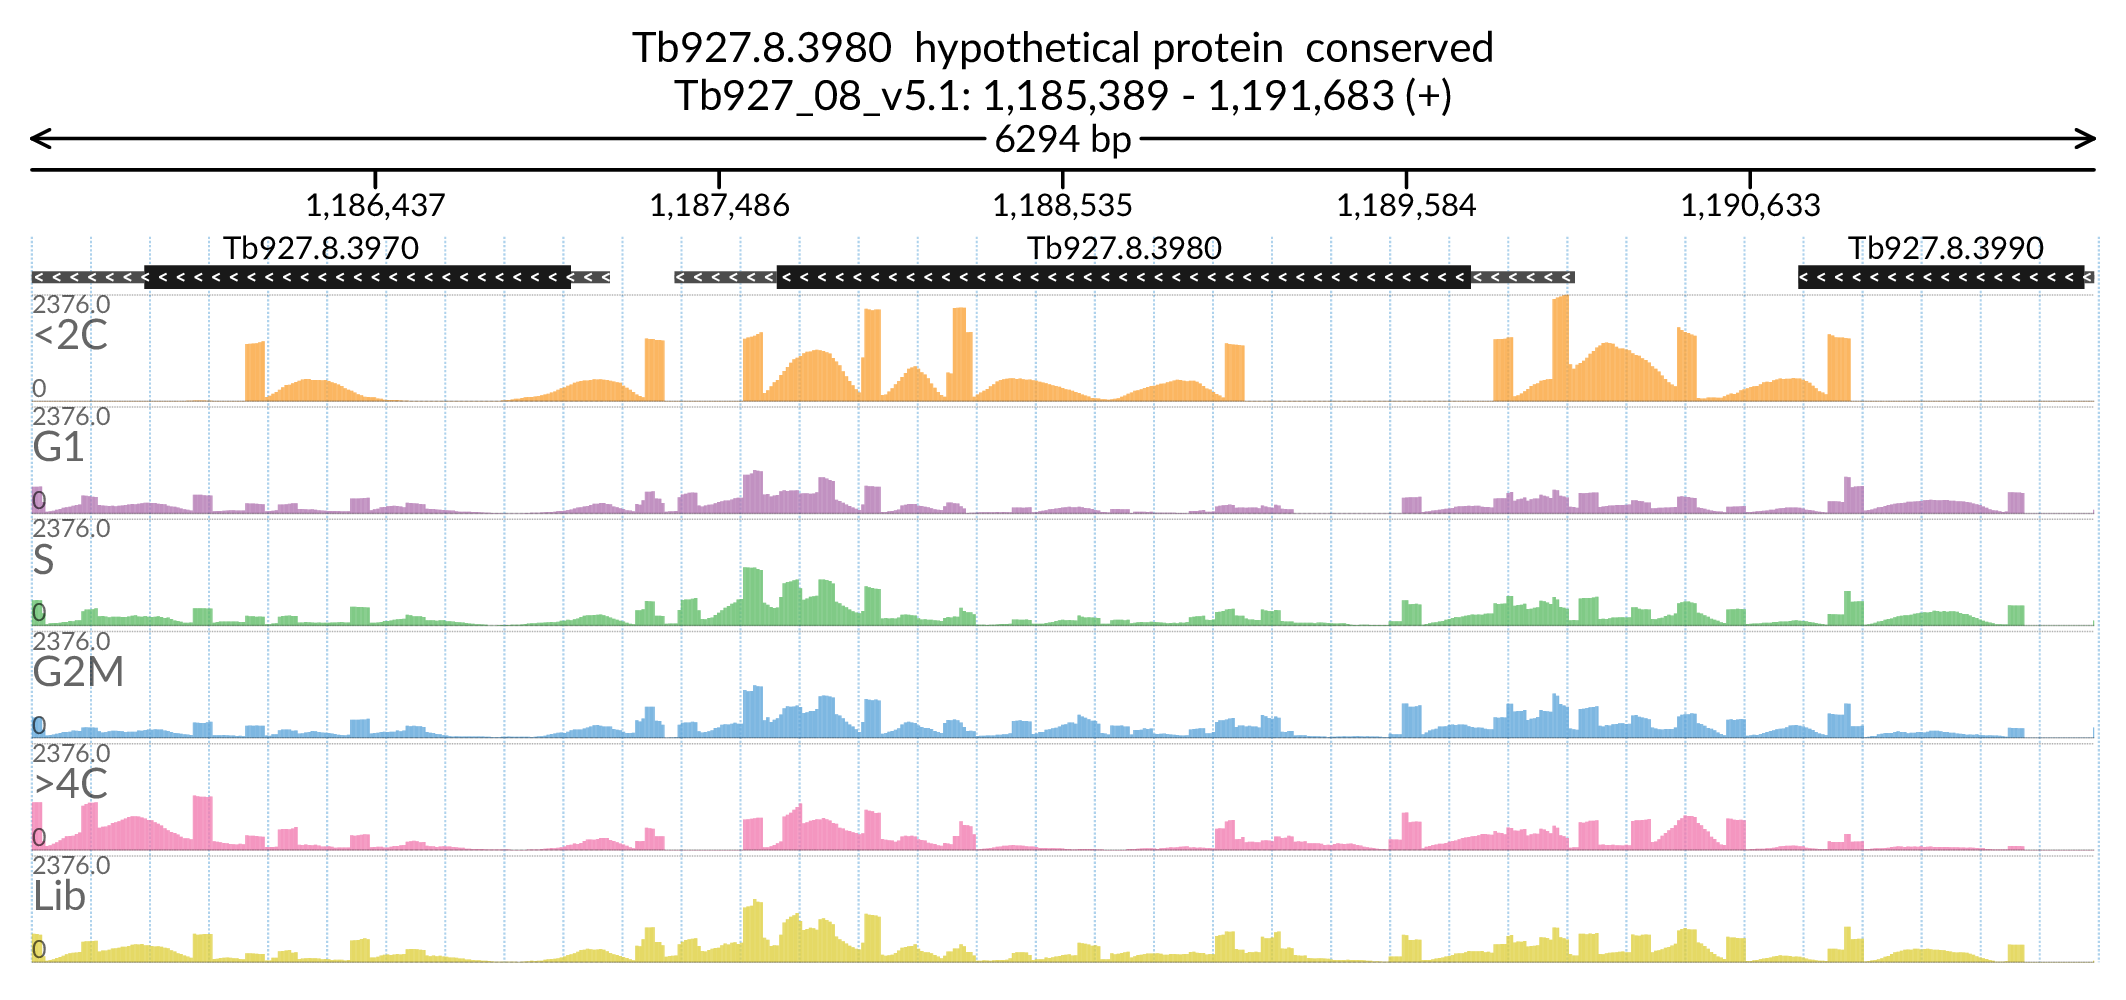 Tb927.8.3980 hypothetical protein conserved
Tb927_08_v5.1: 1,185,389 - 1,191,683 (+)
6294 bp
1,186,437 1,187,486 1,188,535 1,189,584 1,190,633
Tb927.8.3970 Tb927.8.3980 Tb927.8.3990
2376.0
<2C
0
2376.0
G1
0
2376.0
S
0
2376.0
G2M
0
2376.0
>4C
0
2376.0
Lib
0